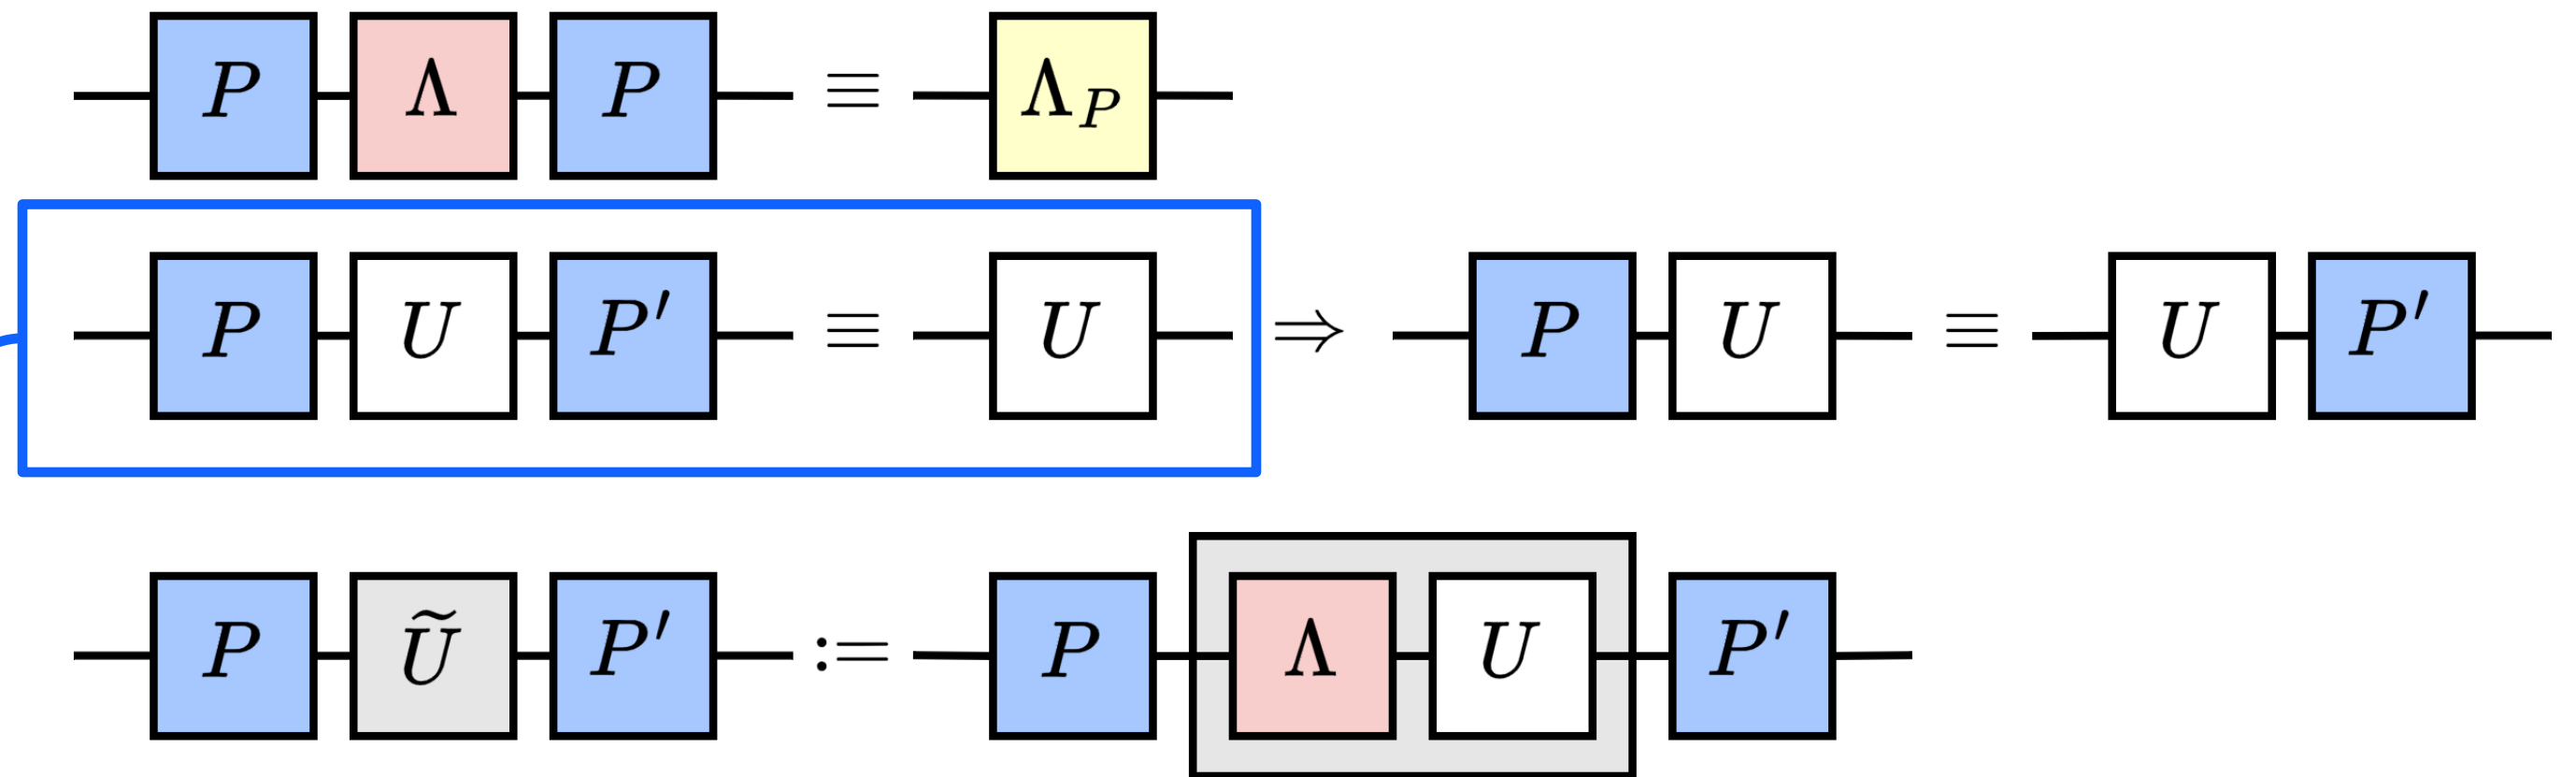 P Λ P ≡ Λ_P
P U P′ ≡ U ⇒ P U ≡ U P′
P Ũ P′ := P Λ U P′